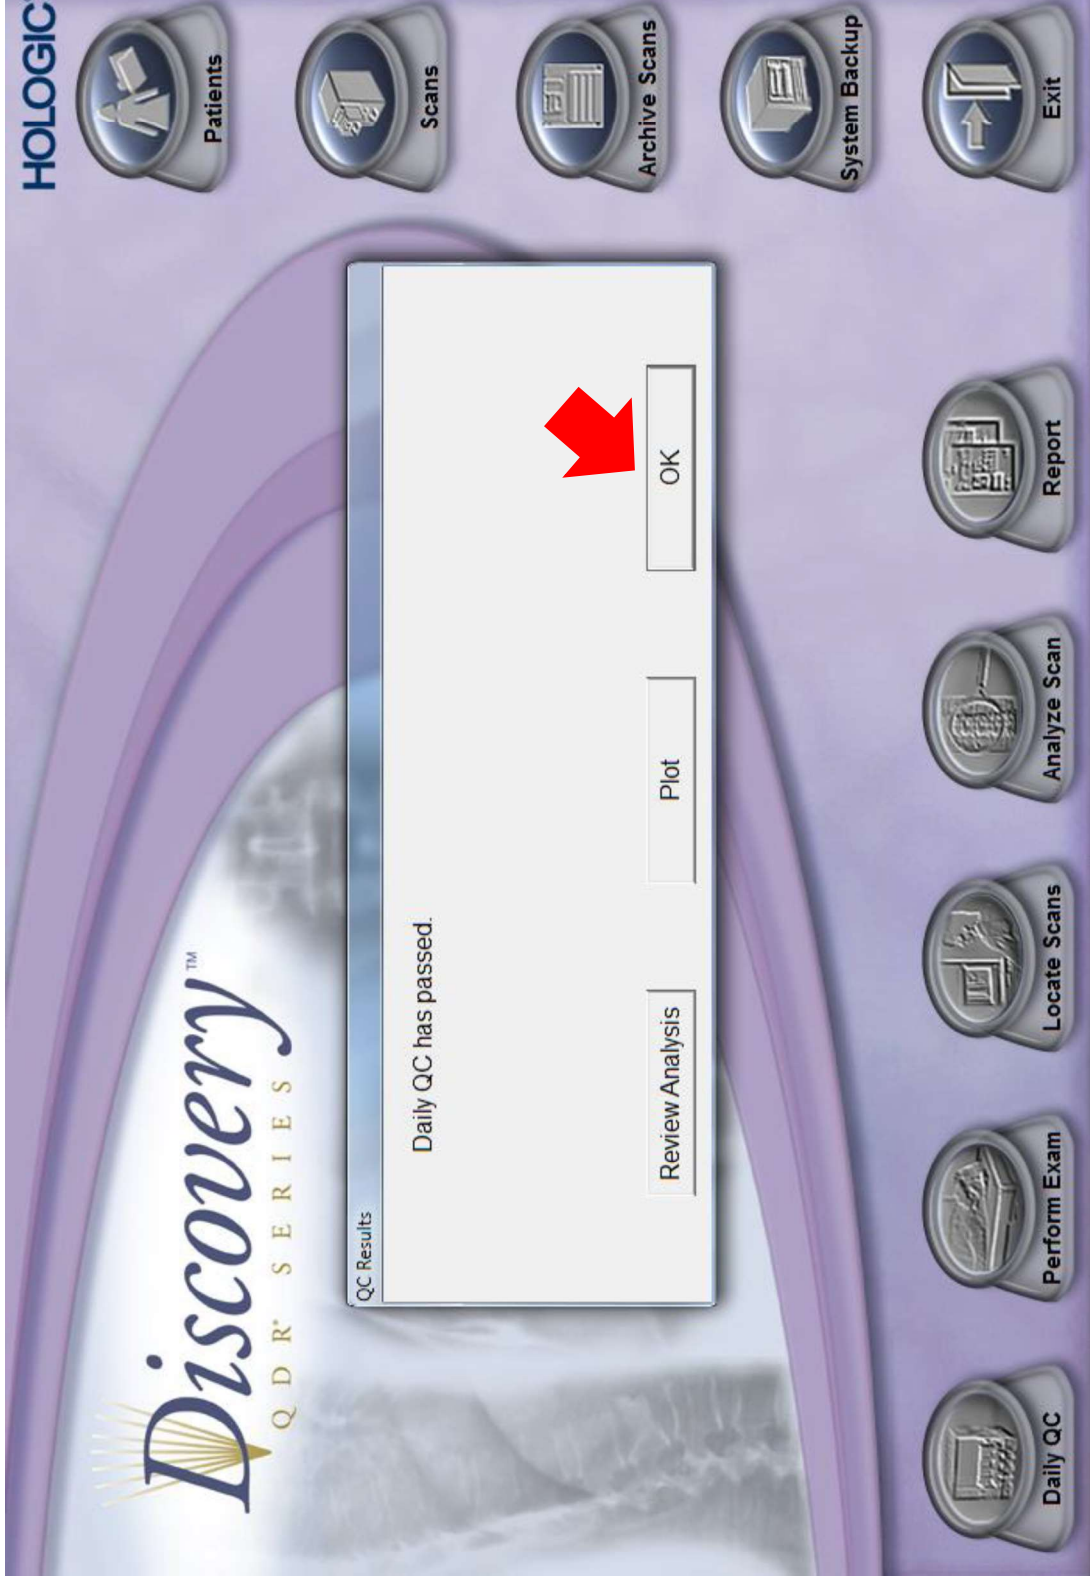 HOLOGIC
Discovery™
QDR® SERIES
Patients
Scans
Archive Scans
System Backup
Exit
QC Results
Daily QC has passed.
Review Analysis
Plot
OK
Daily QC
Perform Exam
Locate Scans
Analyze Scan
Report